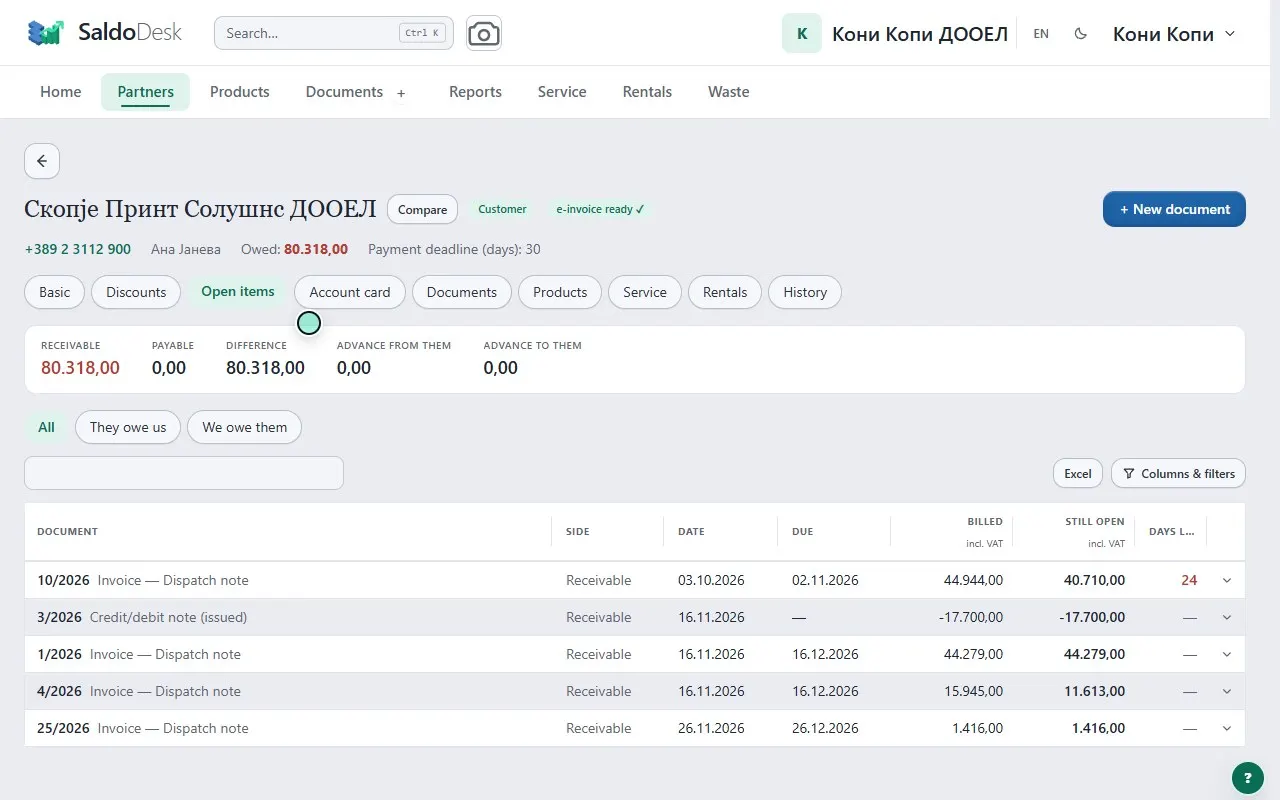 SaldoDesk
Search... Ctrl K
K Кони Копи ДООЕЛ EN Кони Копи
Home Partners Products Documents + Reports Service Rentals Waste
Скопје Принт Солушнс ДООЕЛ Compare Customer e-invoice ready ✓ + New document
+389 2 3112 900 Ана Јанева Owed: 80.318,00 Payment deadline (days): 30
Basic Discounts Open items Account card Documents Products Service Rentals History
RECEIVABLE PAYABLE DIFFERENCE ADVANCE FROM THEM ADVANCE TO THEM
80.318,00 0,00 80.318,00 0,00 0,00
All They owe us We owe them
Excel Columns & filters
DOCUMENT SIDE DATE DUE BILLED incl. VAT STILL OPEN incl. VAT DAYS L...
10/2026 Invoice — Dispatch note Receivable 03.10.2026 02.11.2026 44.944,00 40.710,00 24
3/2026 Credit/debit note (issued) Receivable 16.11.2026 — -17.700,00 -17.700,00 —
1/2026 Invoice — Dispatch note Receivable 16.11.2026 16.12.2026 44.279,00 44.279,00 —
4/2026 Invoice — Dispatch note Receivable 16.11.2026 16.12.2026 15.945,00 11.613,00 —
25/2026 Invoice — Dispatch note Receivable 26.11.2026 26.12.2026 1.416,00 1.416,00 —
?